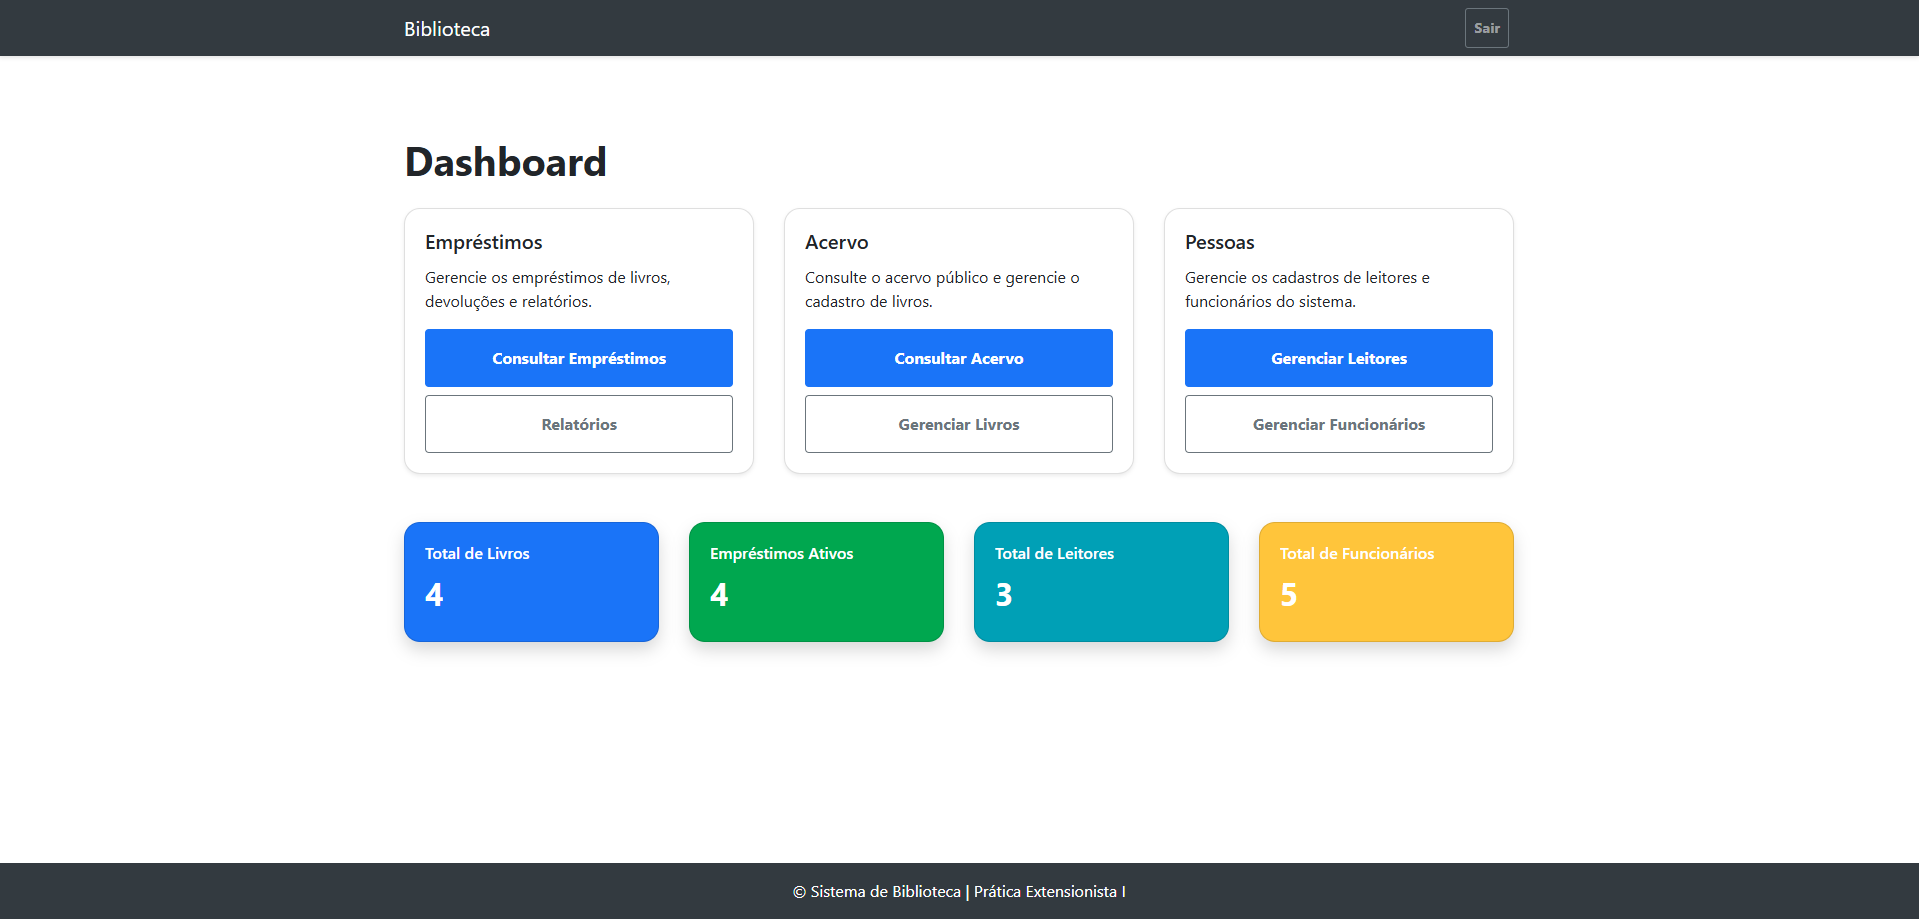 Biblioteca
Sair
Dashboard
Empréstimos
Gerencie os empréstimos de livros,
devoluções e relatórios.
Consultar Empréstimos
Relatórios
Acervo
Consulte o acervo público e gerencie o
cadastro de livros.
Consultar Acervo
Gerenciar Livros
Pessoas
Gerencie os cadastros de leitores e
funcionários do sistema.
Gerenciar Leitores
Gerenciar Funcionários
Total de Livros
4
Empréstimos Ativos
4
Total de Leitores
3
Total de Funcionários
5
© Sistema de Biblioteca | Prática Extensionista I